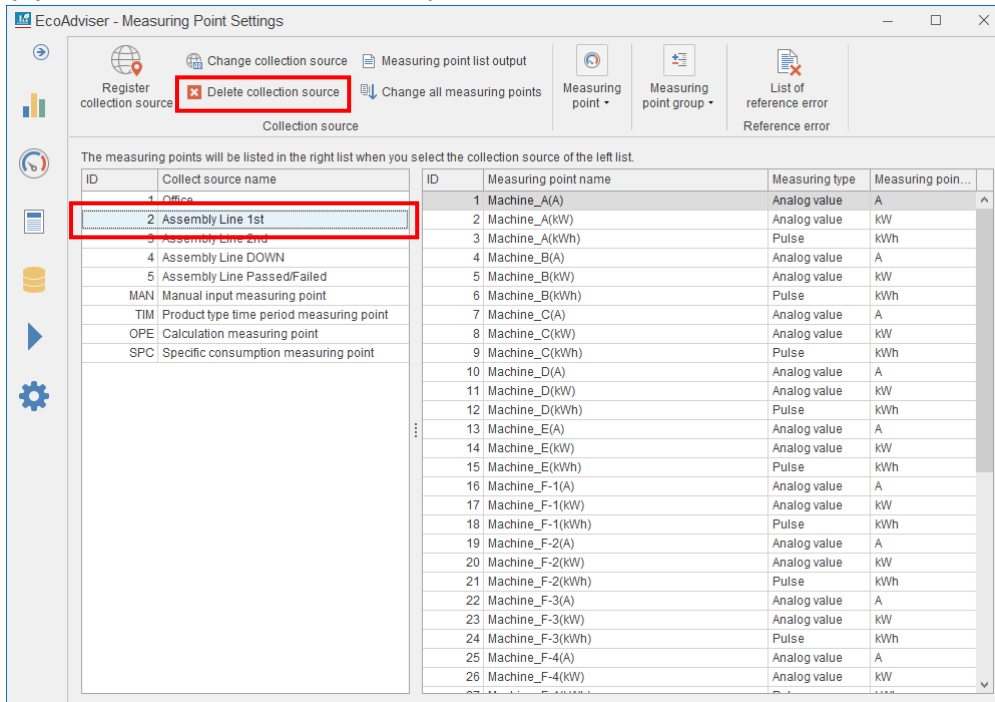 EcoAdviser - Measuring Point Settings
Register collection source
Change collection source
Delete collection source
Measuring point list output
Change all measuring points
Measuring point
Measuring point group
List of reference error
Collection source
Reference error
The measuring points will be listed in the right list when you select the collection source of the left list.
ID Collect source name
1 Office
2 Assembly Line 1st
3 Assembly Line 2nd
4 Assembly Line DOWN
5 Assembly Line Passed/Failed
MAN Manual input measuring point
TIM Product type time period measuring point
OPE Calculation measuring point
SPC Specific consumption measuring point
ID Measuring point name Measuring type Measuring poin...
1 Machine_A(A) Analog value A
2 Machine_A(kW) Analog value kW
3 Machine_A(kWh) Pulse kWh
4 Machine_B(A) Analog value A
5 Machine_B(kW) Analog value kW
6 Machine_B(kWh) Pulse kWh
7 Machine_C(A) Analog value A
8 Machine_C(kW) Analog value kW
9 Machine_C(kWh) Pulse kWh
10 Machine_D(A) Analog value A
11 Machine_D(kW) Analog value kW
12 Machine_D(kWh) Pulse kWh
13 Machine_E(A) Analog value A
14 Machine_E(kW) Analog value kW
15 Machine_E(kWh) Pulse kWh
16 Machine_F-1(A) Analog value A
17 Machine_F-1(kW) Analog value kW
18 Machine_F-1(kWh) Pulse kWh
19 Machine_F-2(A) Analog value A
20 Machine_F-2(kW) Analog value kW
21 Machine_F-2(kWh) Pulse kWh
22 Machine_F-3(A) Analog value A
23 Machine_F-3(kW) Analog value kW
24 Machine_F-3(kWh) Pulse kWh
25 Machine_F-4(A) Analog value A
26 Machine_F-4(kW) Analog value kW